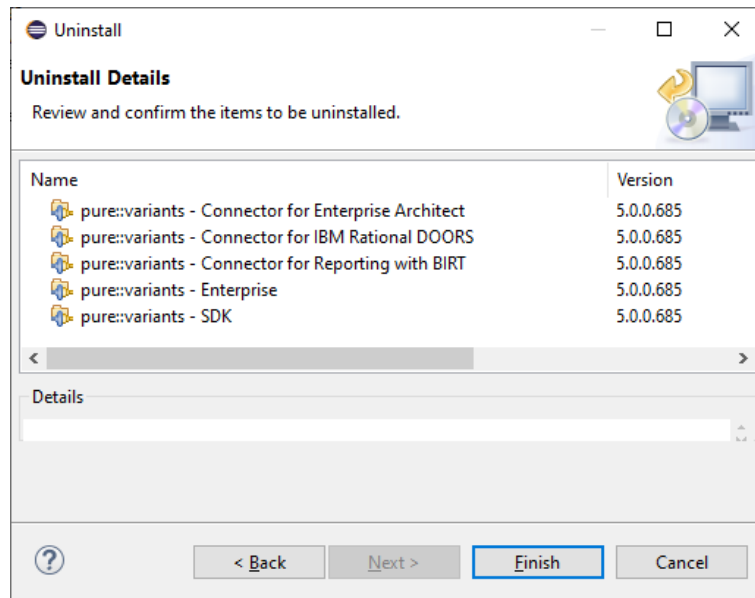 Uninstall
Uninstall Details
Review and confirm the items to be uninstalled.
Name Version
pure::variants - Connector for Enterprise Architect 5.0.0.685
pure::variants - Connector for IBM Rational DOORS 5.0.0.685
pure::variants - Connector for Reporting with BIRT 5.0.0.685
pure::variants - Enterprise 5.0.0.685
pure::variants - SDK 5.0.0.685
Details
? < Back Next > Finish Cancel